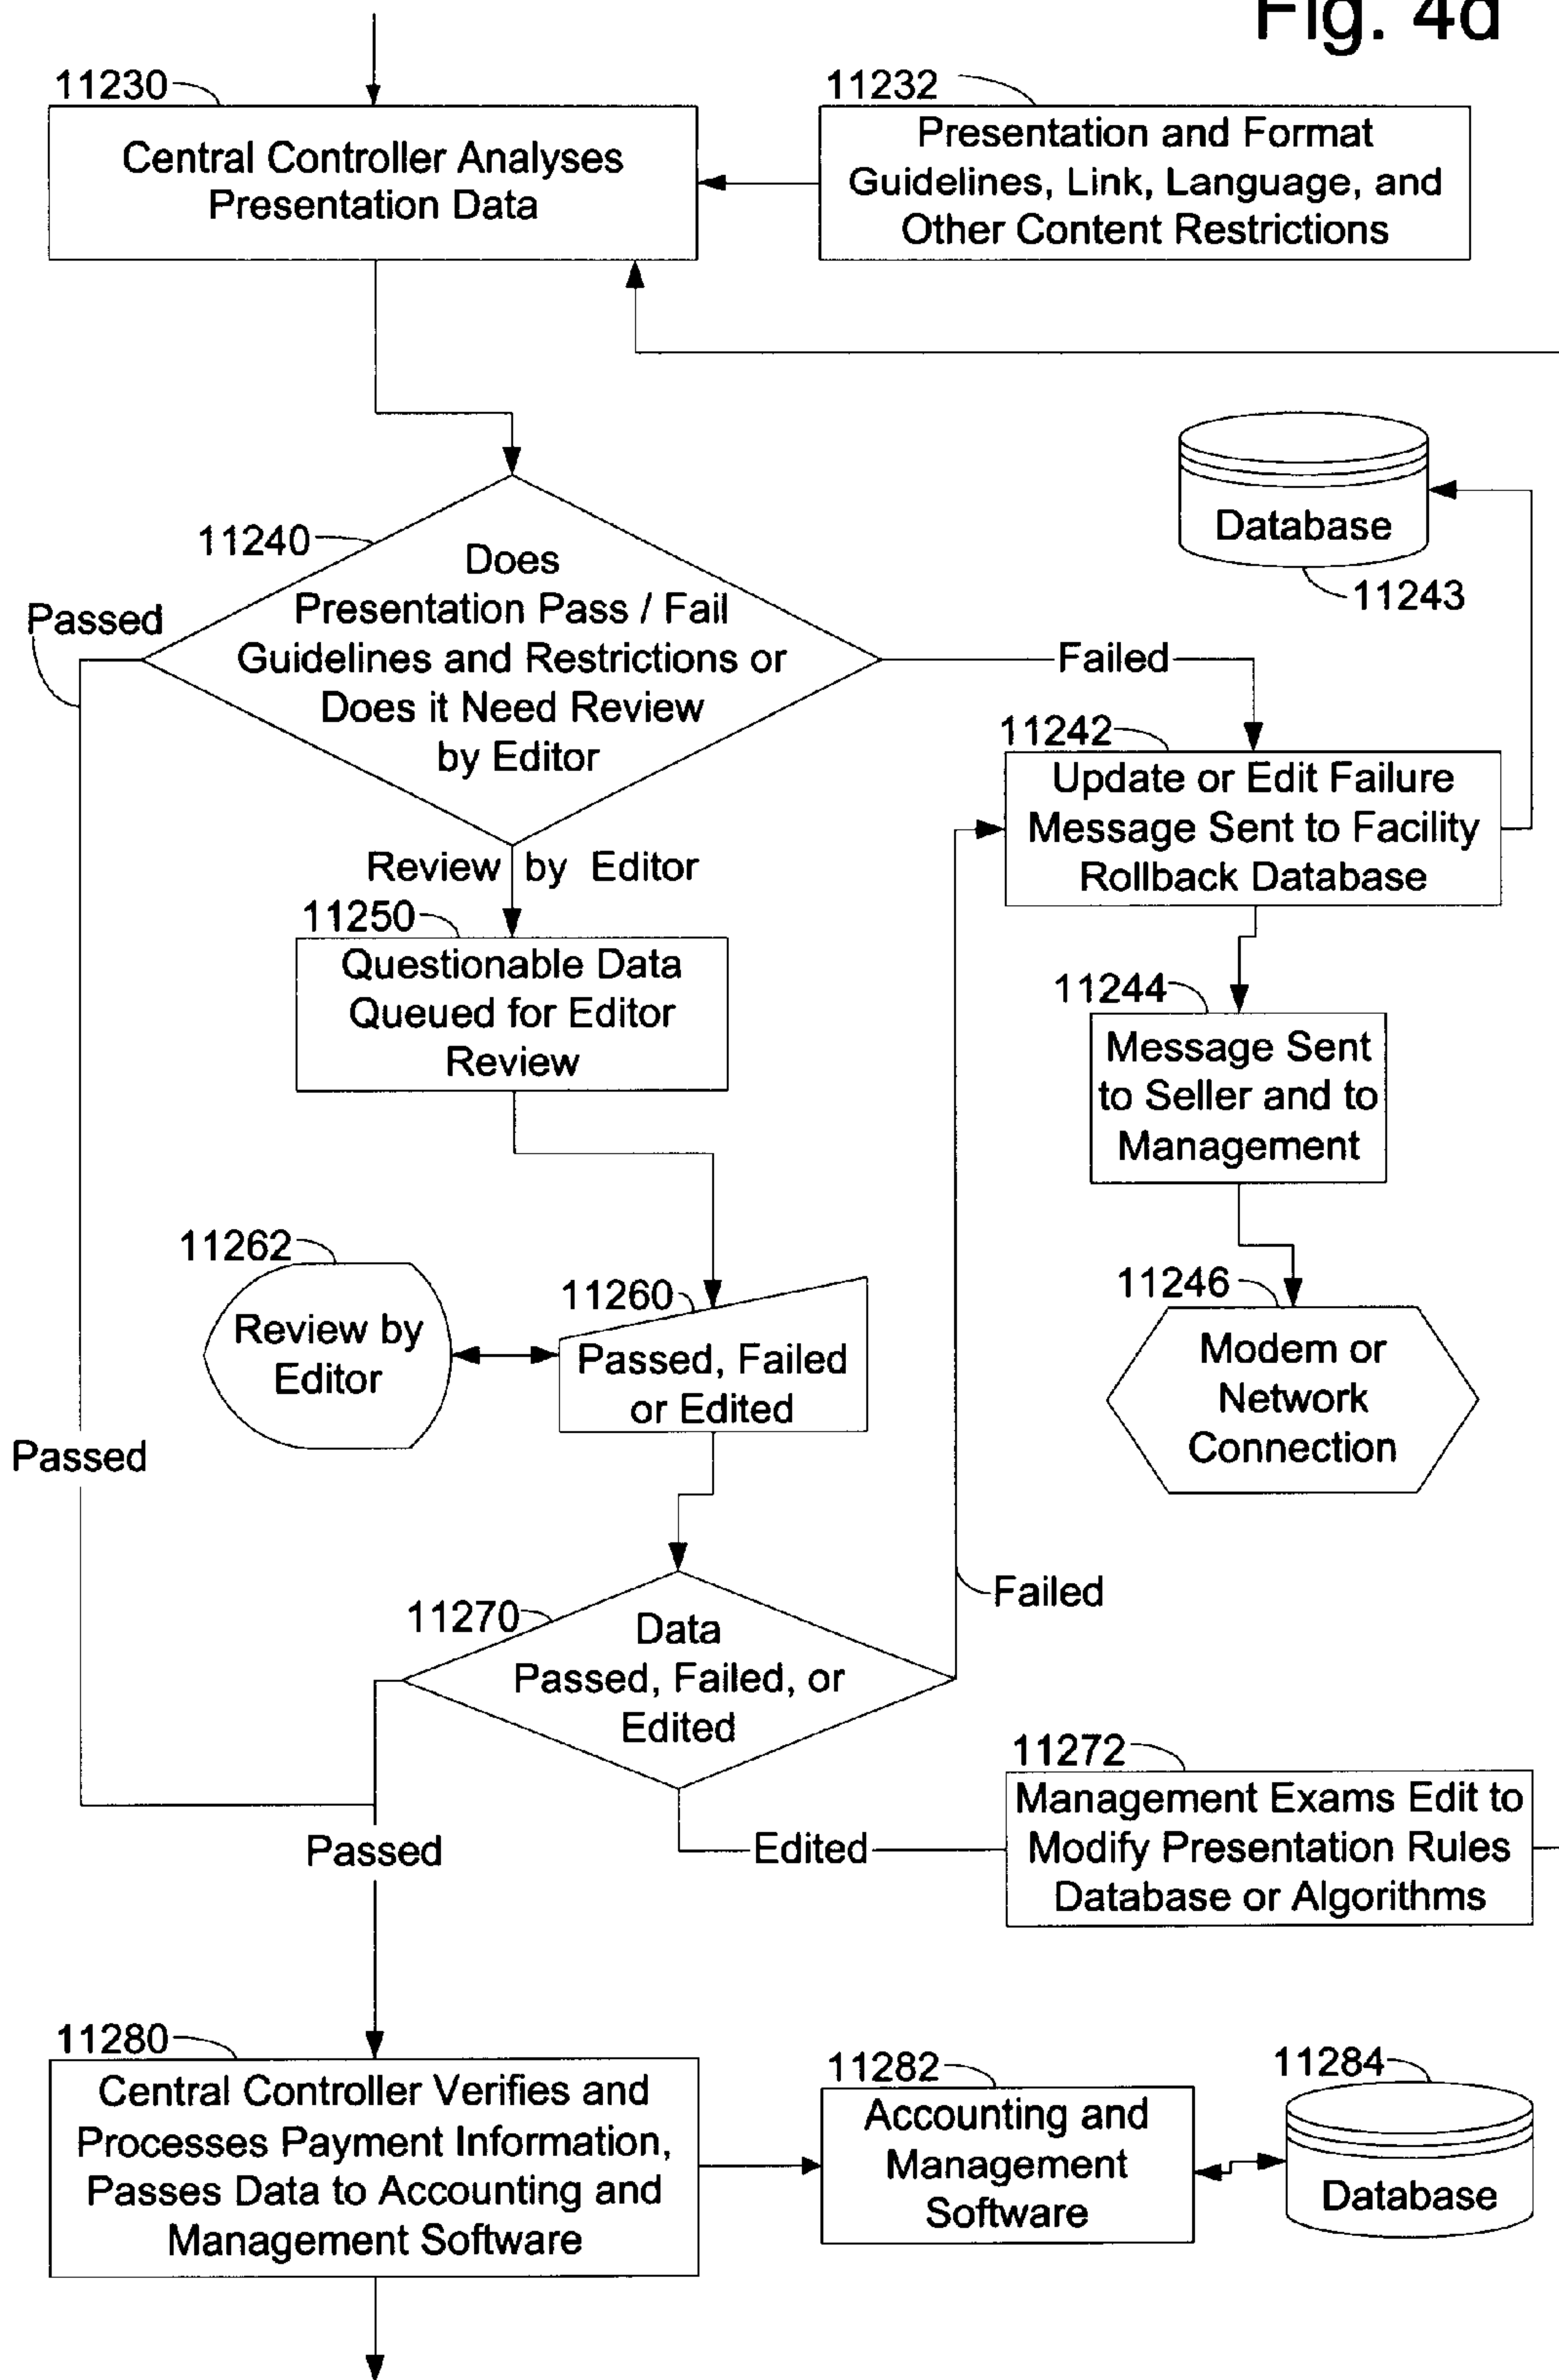 Fig. 4d
11230
Central Controller Analyses
Presentation Data
11232
Presentation and Format
Guidelines, Link, Language, and
Other Content Restrictions
11240
Does
Presentation Pass / Fail
Guidelines and Restrictions or
Does it Need Review
by Editor
Passed
Failed
Database
11243
11242
Update or Edit Failure
Message Sent to Facility
Rollback Database
Review by Editor
11250
Questionable Data
Queued for Editor
Review
11244
Message Sent
to Seller and to
Management
11262
Review by
Editor
11260
Passed, Failed
or Edited
11246
Modem or
Network
Connection
Passed
Failed
11270
Data
Passed, Failed, or
Edited
11272
Management Exams Edit to
Modify Presentation Rules
Database or Algorithms
Passed
Edited
11280
Central Controller Verifies and
Processes Payment Information,
Passes Data to Accounting and
Management Software
11282
Accounting and
Management
Software
11284
Database